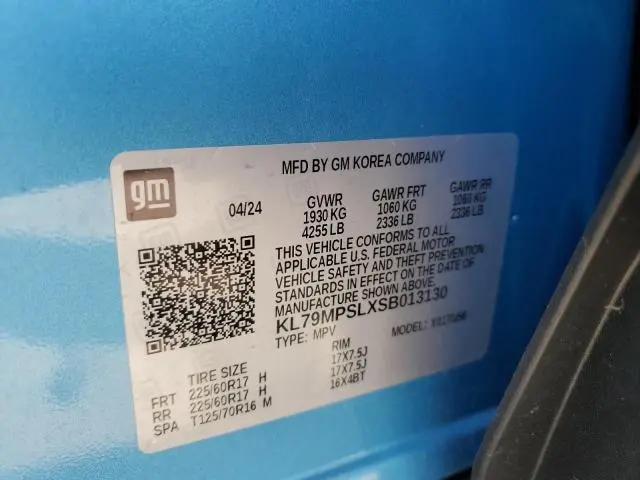 MFD BY GM KOREA COMPANY
gm
04/24
GVWR GAWR FRT GAWR RR
1930 KG 1060 KG 1060 KG
4255 LB 2336 LB 2336 LB
THIS VEHICLE CONFORMS TO ALL
APPLICABLE U.S. FEDERAL MOTOR
VEHICLE SAFETY AND THEFT PREVENTION
STANDARDS IN EFFECT ON THE DATE OF
MANUFACTURE SHOWN ABOVE.
KL79MPSLXSB013130
TYPE: MPV MODEL:
TIRE SIZE RIM
FRT 225/60R17 H 17X7.5J
RR 225/60R17 H 17X7.5J
SPA T125/70R16 M 16X4BT